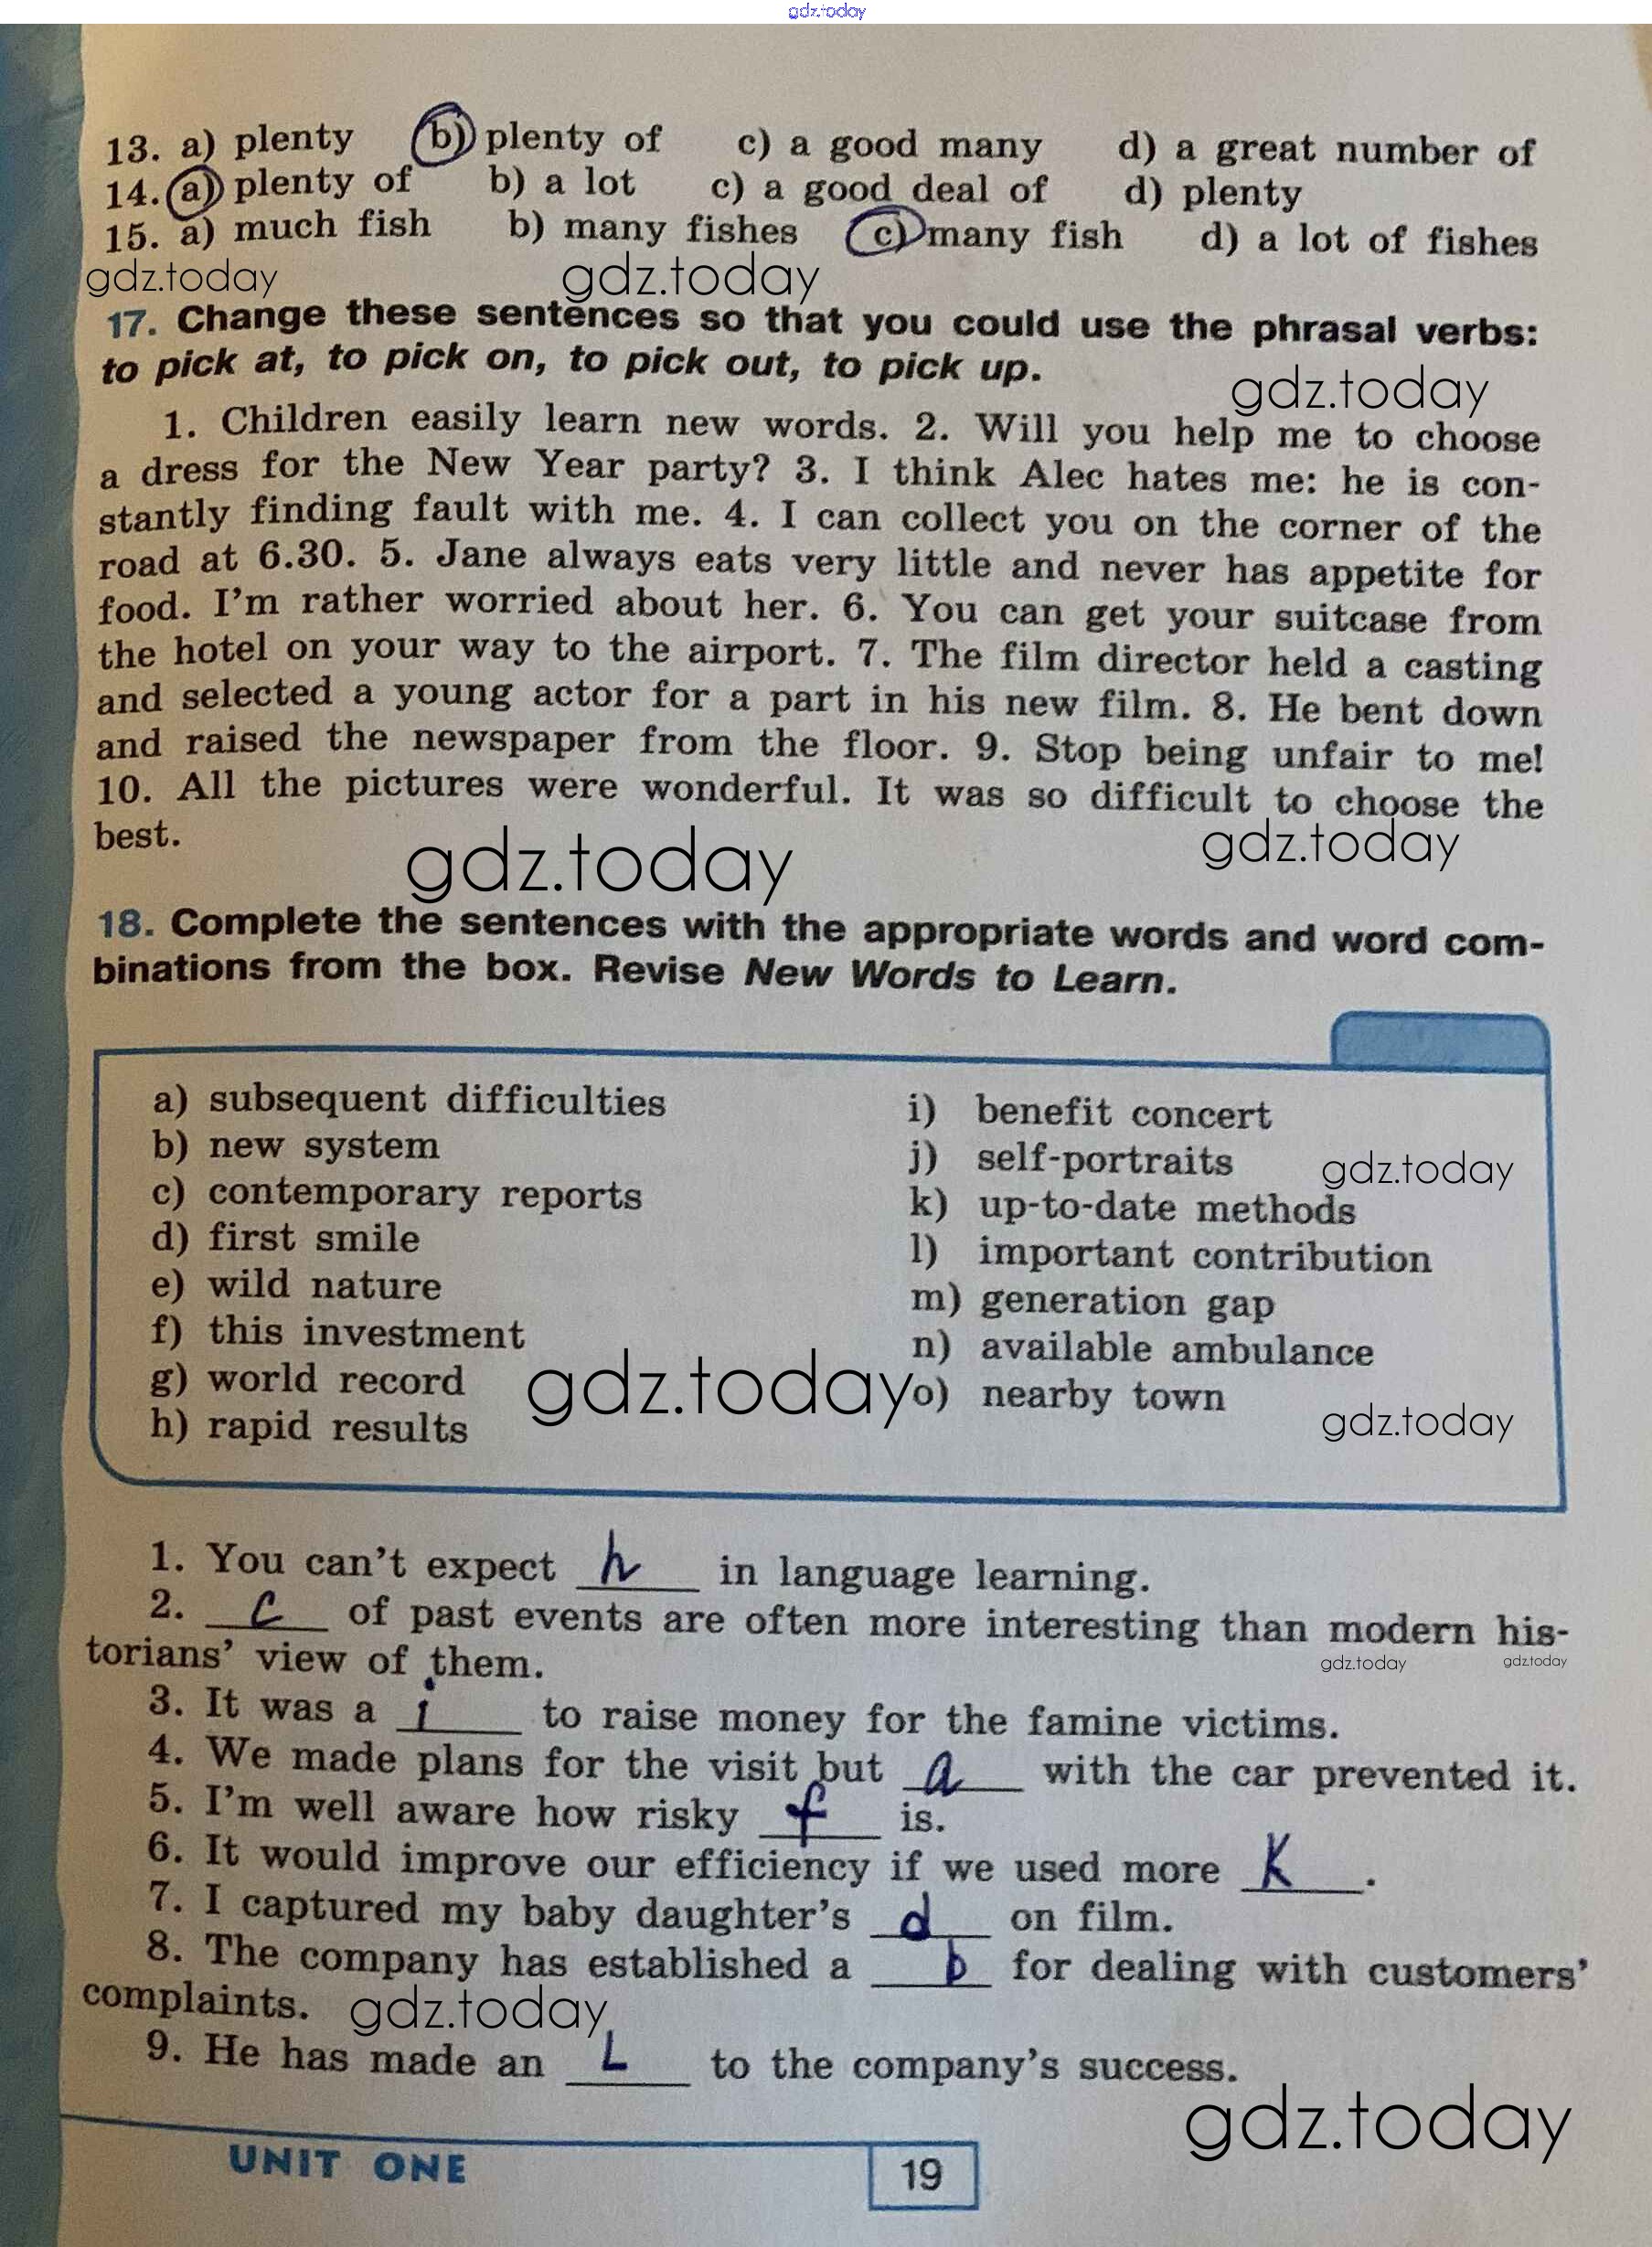 gdz.today
13. a) plenty b) plenty of c) a good many d) a great number of
14. a) plenty of b) a lot c) a good deal of d) plenty
15. a) much fish b) many fishes c) many fish d) a lot of fishes
gdz.today gdz.today
17. Change these sentences so that you could use the phrasal verbs:
to pick at, to pick on, to pick out, to pick up.
gdz.today
1. Children easily learn new words. 2. Will you help me to choose
a dress for the New Year party? 3. I think Alec hates me: he is con-
stantly finding fault with me. 4. I can collect you on the corner of the
road at 6.30. 5. Jane always eats very little and never has appetite for
food. I'm rather worried about her. 6. You can get your suitcase from
the hotel on your way to the airport. 7. The film director held a casting
and selected a young actor for a part in his new film. 8. He bent down
and raised the newspaper from the floor. 9. Stop being unfair to me!
10. All the pictures were wonderful. It was so difficult to choose the
best.
gdz.today gdz.today
18. Complete the sentences with the appropriate words and word com-
binations from the box. Revise New Words to Learn.
a) subsequent difficulties
b) new system
c) contemporary reports
d) first smile
e) wild nature
f) this investment
g) world record
h) rapid results
i) benefit concert
j) self-portraits
gdz.today
k) up-to-date methods
l) important contribution
m) generation gap
n) available ambulance
gdz.today
o) nearby town
gdz.today
1. You can't expect h in language learning.
2. c of past events are often more interesting than modern his-
torians' view of them.
gdz.today gdz.today
3. It was a i to raise money for the famine victims.
4. We made plans for the visit but a with the car prevented it.
5. I'm well aware how risky f is.
6. It would improve our efficiency if we used more K.
7. I captured my baby daughter's d on film.
8. The company has established a b for dealing with customers'
complaints.
gdz.today
9. He has made an L to the company's success.
gdz.today
UNIT ONE
19